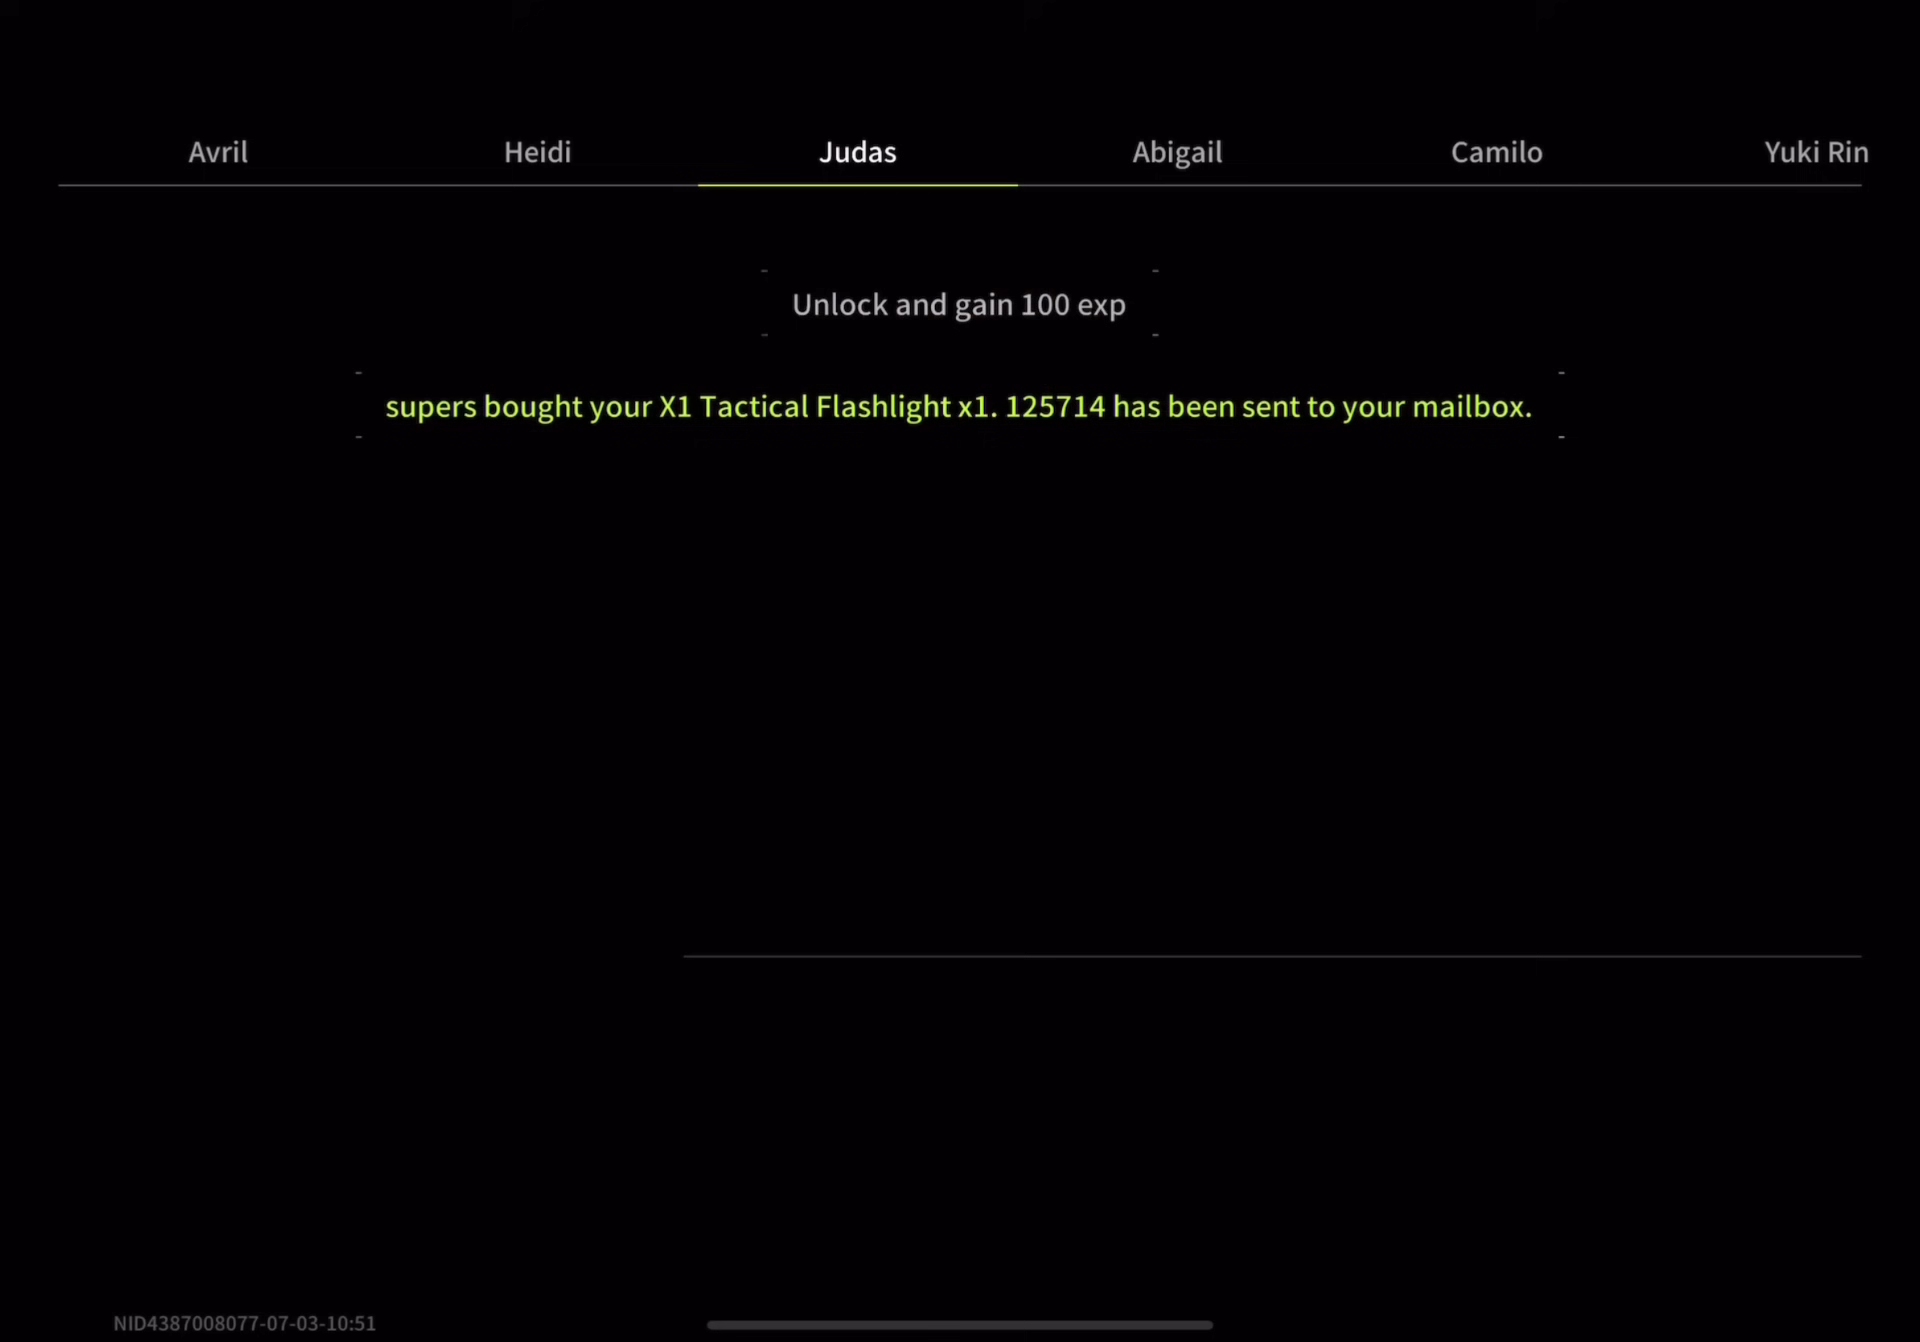 Avril Heidi Judas Abigail Camilo Yuki Rin
Unlock and gain 100 exp
supers bought your X1 Tactical Flashlight x1. 125714 has been sent to your mailbox.
NID4387008077-07-03-10:51